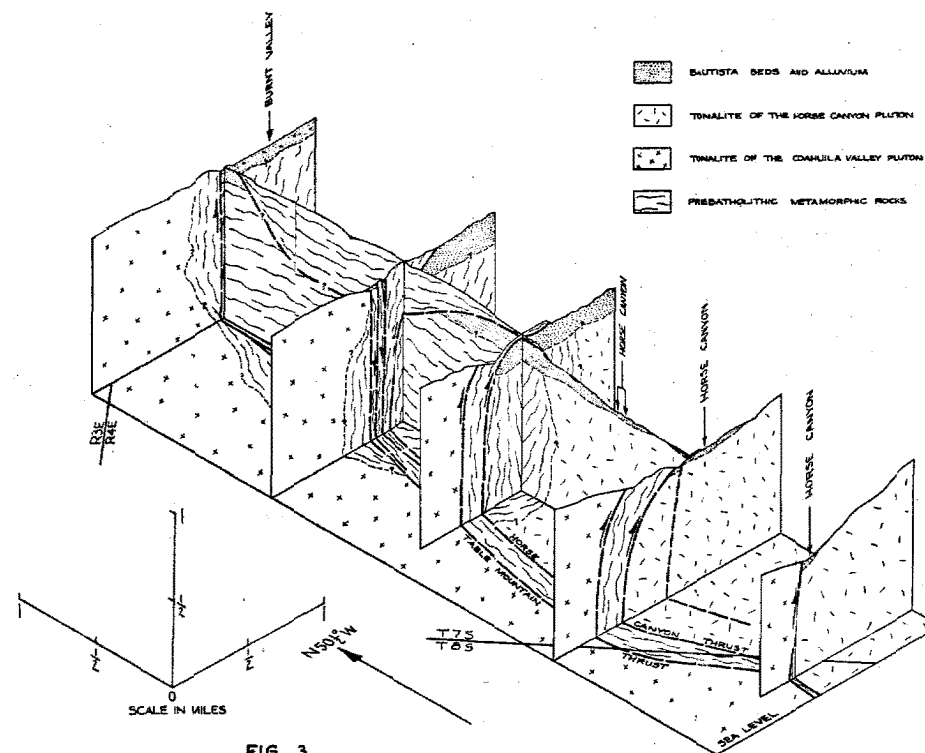 BURNT VALLEY
BAUTISTA BEDS AND ALLUVIUM
TONALITE OF THE HORSE CANYON PLUTON
TONALITE OF THE COAHUILA VALLEY PLUTON
PREBATHOLITHIC METAMORPHIC ROCKS
HORSE CANYON
HORSE CANYON
HORSE CANYON
R3E
R4E
?
HORSE
TABLE MOUNTAIN
CANYON THRUST
THRUST
T7S
T8S
SEA LEVEL
1
1/2
1
1/2
1/2
1
0
SCALE IN MILES
FIG. 3